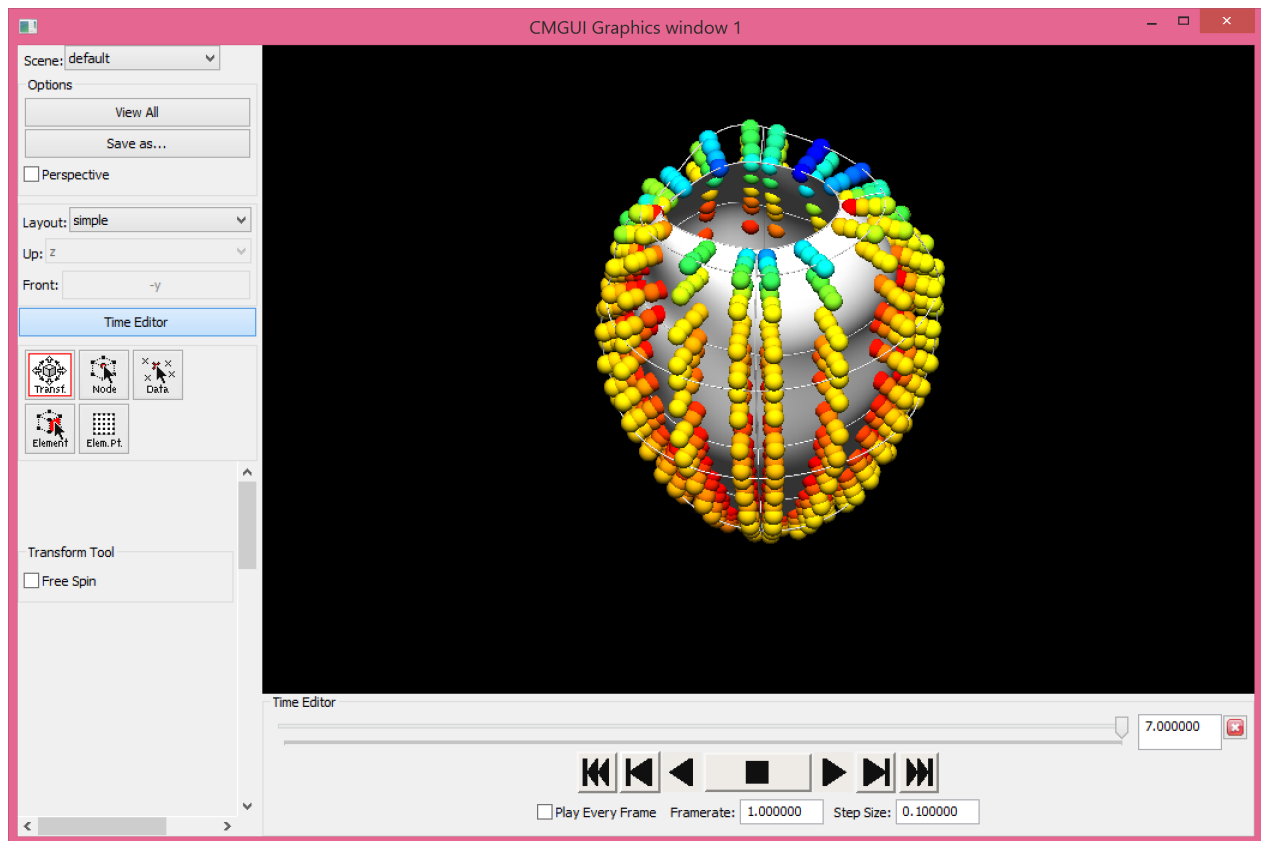 CMGUI Graphics window 1
Scene: default
Options
View All
Save as...
Perspective
Layout: simple
Up: z
Front: -y
Time Editor
Transf. Node Data
Element Elem.Pt.
Transform Tool
Free Spin
Time Editor
7.000000
Play Every Frame Framerate: 1.000000 Step Size: 0.100000